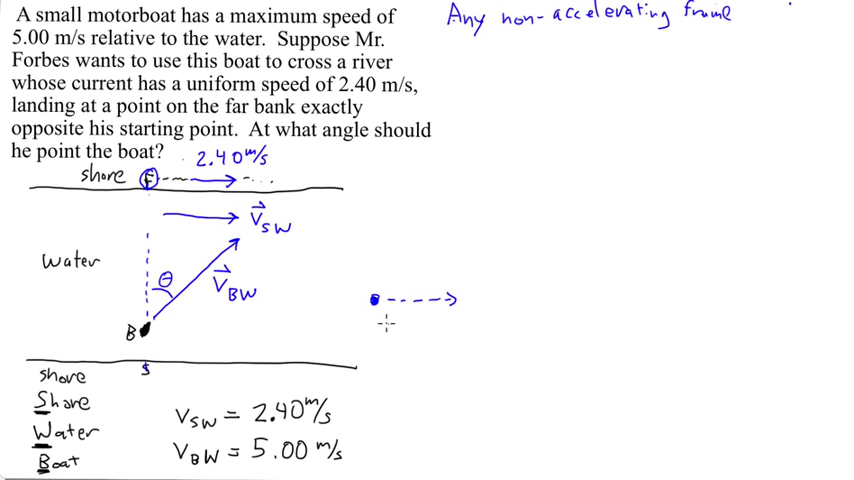 A small motorboat has a maximum speed of
5.00 m/s relative to the water. Suppose Mr.
Forbes wants to use this boat to cross a river
whose current has a uniform speed of 2.40 m/s,
landing at a point on the far bank exactly
opposite his starting point. At what angle should
he point the boat?
Any non-accelerating frame
2.40 m/s
shore F
V SW
Water
θ
V BW
B
shore
s
Shore
Water
Boat
V SW = 2.40 m/s
V BW = 5.00 m/s